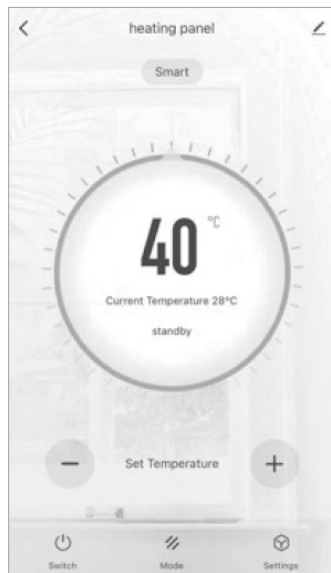 heating panel
Smart
40 °C
Current Temperature 28°C
standby
Set Temperature
Switch Mode Settings